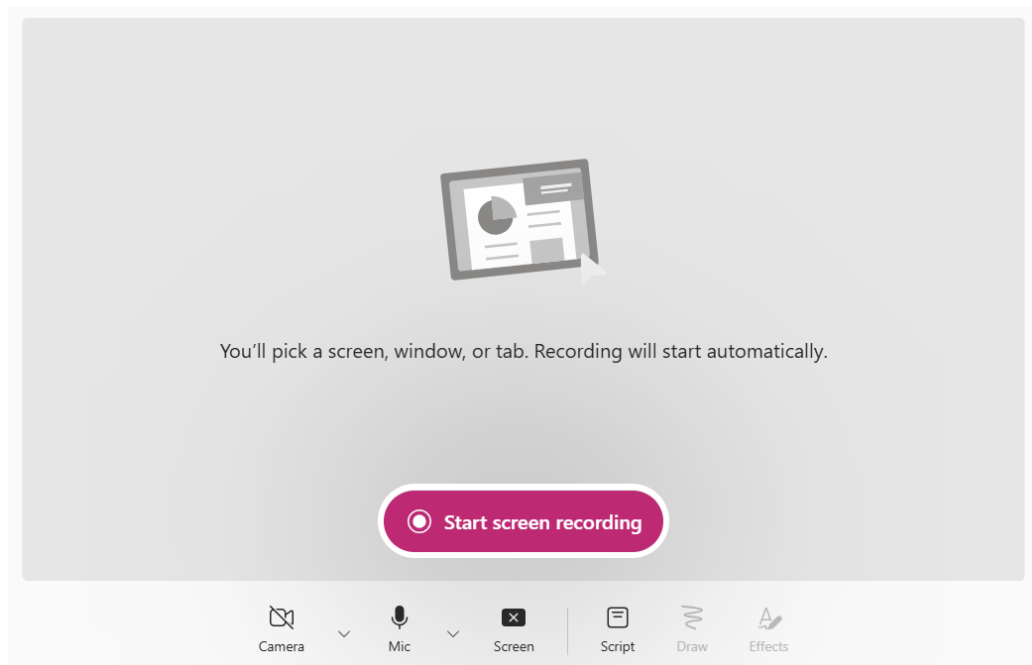 You’ll pick a screen, window, or tab. Recording will start automatically.
Start screen recording
Camera
Mic
Screen
Script
Draw
Effects